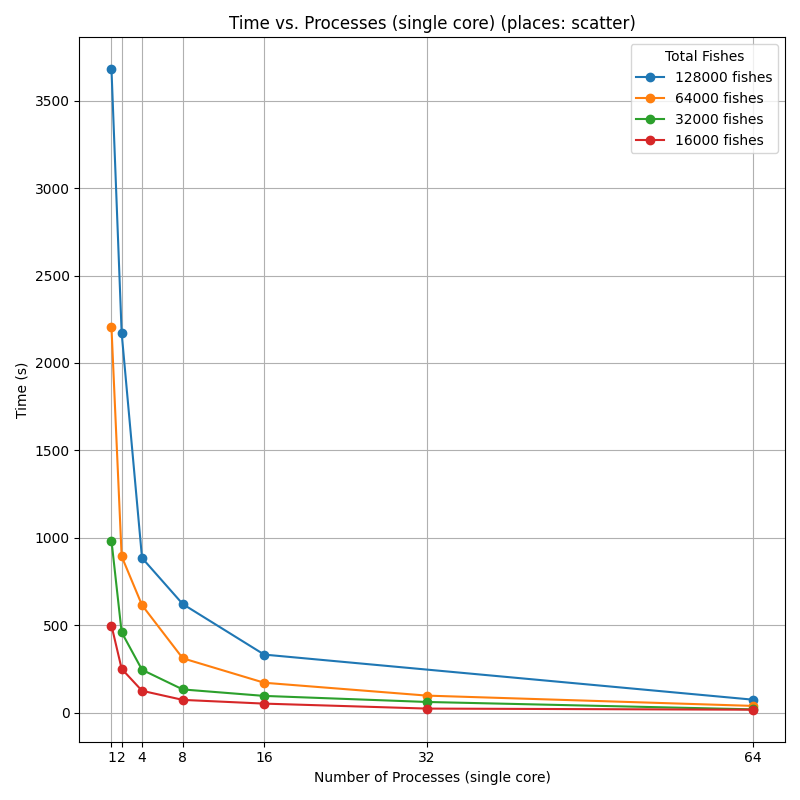 Time vs. Processes (single core) (places: scatter)
Total Fishes
128000 fishes
64000 fishes
32000 fishes
16000 fishes
3500
3000
2500
2000
1500
1000
500
0
Time (s)
1 2 4 8 16 32 64
Number of Processes (single core)